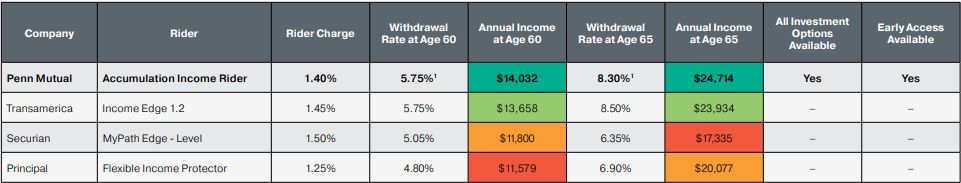 Company Rider Rider Charge Withdrawal Rate at Age 60 Annual Income at Age 60 Withdrawal Rate at Age 65 Annual Income at Age 65 All Investment Options Available Early Access Available
Penn Mutual Accumulation Income Rider 1.40% 5.75%¹ $14,032 8.30%¹ $24,714 Yes Yes
Transamerica Income Edge 1.2 1.45% 5.75% $13,658 8.50% $23,934 – –
Securian MyPath Edge - Level 1.50% 5.05% $11,800 6.35% $17,335 – –
Principal Flexible Income Protector 1.25% 4.80% $11,579 6.90% $20,077 – –